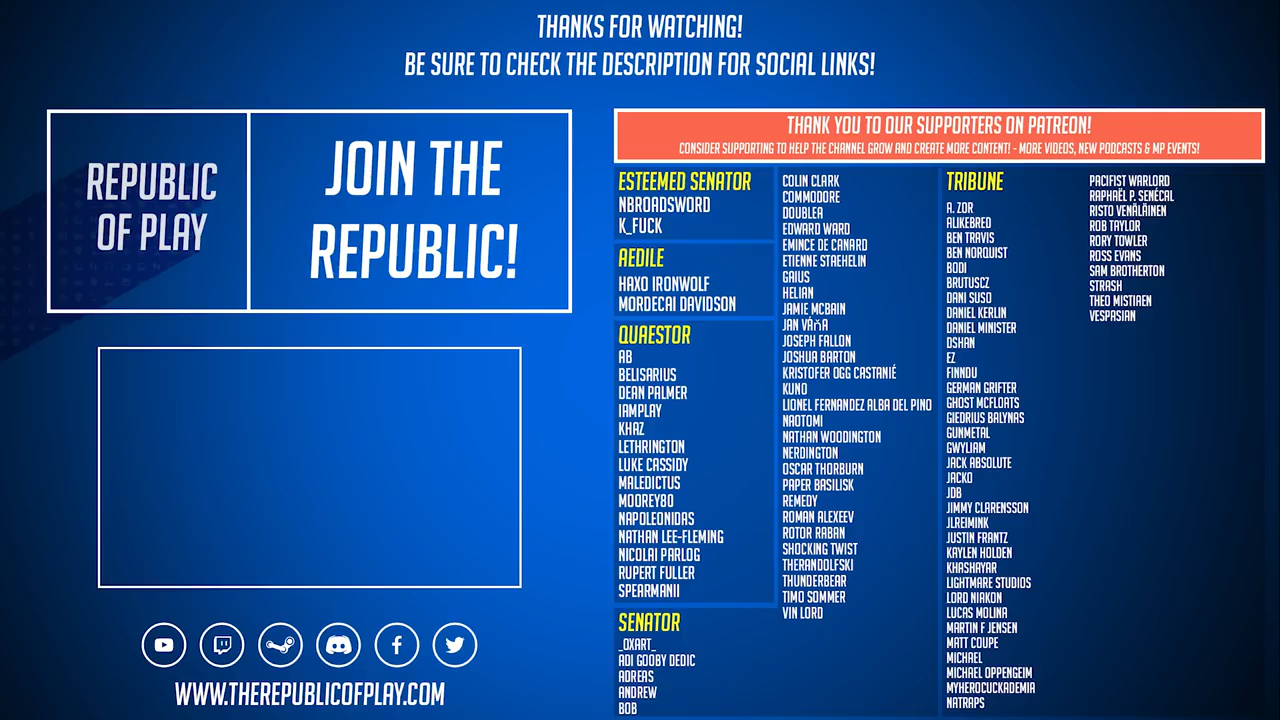 THANKS FOR WATCHING!
BE SURE TO CHECK THE DESCRIPTION FOR SOCIAL LINKS!
REPUBLIC
OF PLAY
JOIN THE
REPUBLIC!
WWW.THEREPUBLICOFPLAY.COM
THANK YOU TO OUR SUPPORTERS ON PATREON!
CONSIDER SUPPORTING TO HELP THE CHANNEL GROW AND CREATE MORE CONTENT! - MORE VIDEOS, NEW PODCASTS & MP EVENTS!
ESTEEMED SENATOR
NBROADSWORD
K_FUCK
AEDILE
HAXO IRONWOLF
MORDECAI DAVIDSON
QUAESTOR
AB
BELISARIUS
DEAN PALMER
IAMPLAY
KHAZ
LETHRINGTON
LUKE CASSIDY
MALEDICTUS
MOOREY80
NAPOLEONIDAS
NATHAN LEE-FLEMING
NICOLAI PARLOG
RUPERT FULLER
SPEARMANII
SENATOR
_OXART_
ADI GOOBY DEDIC
ADREAS
ANDREW
BOB
COLIN CLARK
COMMODORE
DOUBLEA
EDWARD WARD
EMINCE DE CANARD
ETIENNE STAEHELIN
GAIUS
HELIAN
JAMIE MCBAIN
JAN VÁňA
JOSEPH FALLON
JOSHUA BARTON
KRISTOFER OGG CASTANIÉ
KUNO
LIONEL FERNANDEZ ALBA DEL PINO
NAOTOMI
NATHAN WOODINGTON
NERDINGTON
OSCAR THORBURN
PAPER BASILISK
REMEDY
ROMAN ALEXEEV
ROTOR RABAN
SHOCKING TWIST
THERANDOLFSKI
THUNDERBEAR
TIMO SOMMER
VIN LORD
TRIBUNE
A. ZOR
ALIKEBRED
BEN TRAVIS
BEN NORQUIST
BODI
BRUTUSCZ
DANI SUSO
DANIEL KERLIN
DANIEL MINISTER
DSHAN
EZ
FINNDU
GERMAN GRIFTER
GHOST MCFLOATS
GIEDRIUS BALYNAS
GUNMETAL
GWYLIAM
JACK ABSOLUTE
JACKO
JDB
JIMMY CLARENSSON
JLREIMINK
JUSTIN FRANTZ
KAYLEN HOLDEN
KHASHAYAR
LIGHTMARE STUDIOS
LORD NIAKON
LUCAS MOLINA
MARTIN F JENSEN
MATT COUPE
MICHAEL
MICHAEL OPPENGEIM
MYHEROCUCKADEMIA
NATRAPS
PACIFIST WARLORD
RAPHAËL P. SENÉCAL
RISTO VENÄLÄINEN
ROB TAYLOR
RORY TOWLER
ROSS EVANS
SAM BROTHERTON
STRASH
THEO MISTIAEN
VESPASIAN